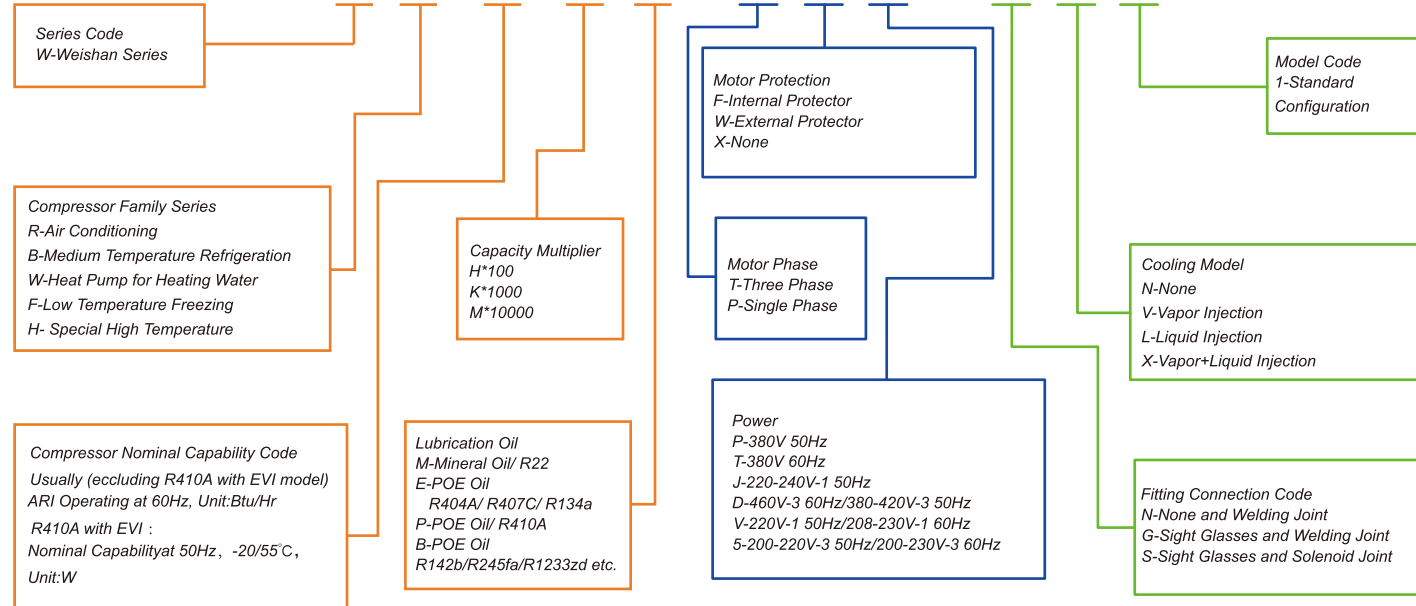 Series Code
W-Weishan Series
Motor Protection
F-Internal Protector
W-External Protector
X-None
Model Code
1-Standard
Configuration
Compressor Family Series
R-Air Conditioning
B-Medium Temperature Refrigeration
W-Heat Pump for Heating Water
F-Low Temperature Freezing
H- Special High Temperature
Capacity Multiplier
H*100
K*1000
M*10000
Motor Phase
T-Three Phase
P-Single Phase
Cooling Model
N-None
V-Vapor Injection
L-Liquid Injection
X-Vapor+Liquid Injection
Compressor Nominal Capability Code
Usually (eccluding R410A with EVI model)
ARI Operating at 60Hz, Unit:Btu/Hr
R410A with EVI：
Nominal Capabilityat 50Hz，-20/55℃，
Unit:W
Lubrication Oil
M-Mineral Oil/ R22
E-POE Oil
R404A/ R407C/ R134a
P-POE Oil/ R410A
B-POE Oil
R142b/R245fa/R1233zd etc.
Power
P-380V 50Hz
T-380V 60Hz
J-220-240V-1 50Hz
D-460V-3 60Hz/380-420V-3 50Hz
V-220V-1 50Hz/208-230V-1 60Hz
5-200-220V-3 50Hz/200-230V-3 60Hz
Fitting Connection Code
N-None and Welding Joint
G-Sight Glasses and Welding Joint
S-Sight Glasses and Solenoid Joint